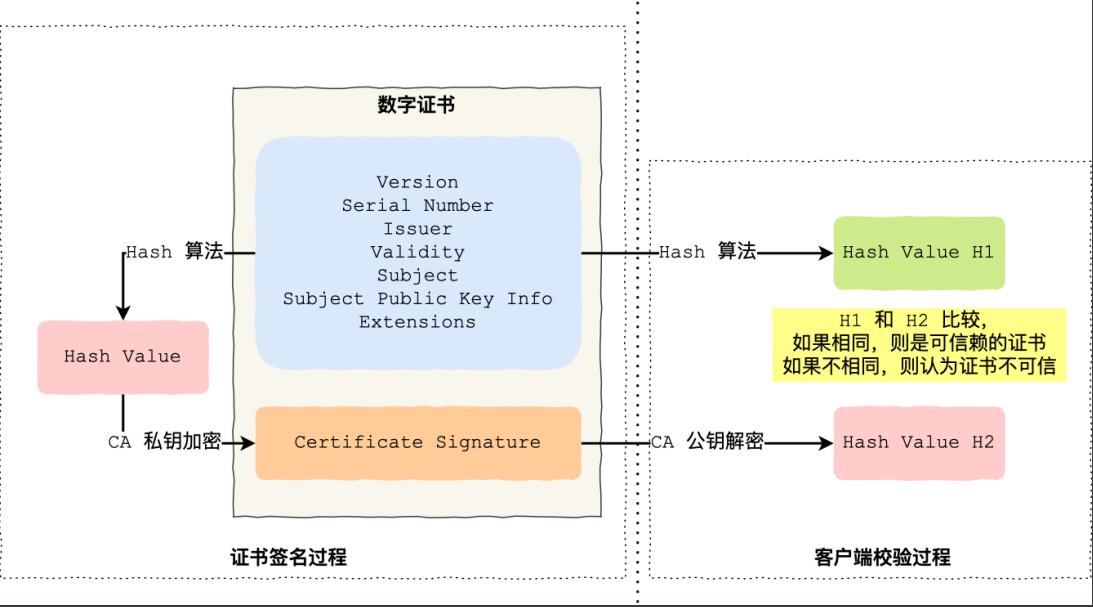 数字证书
Version
Serial Number
Issuer
Validity
Subject
Subject Public Key Info
Extensions
Hash 算法
Hash Value
CA 私钥加密
Certificate Signature
证书签名过程
Hash 算法
Hash Value H1
H1 和 H2 比较，
如果相同，则是可信赖的证书
如果不相同，则认为证书不可信
CA 公钥解密
Hash Value H2
客户端校验过程